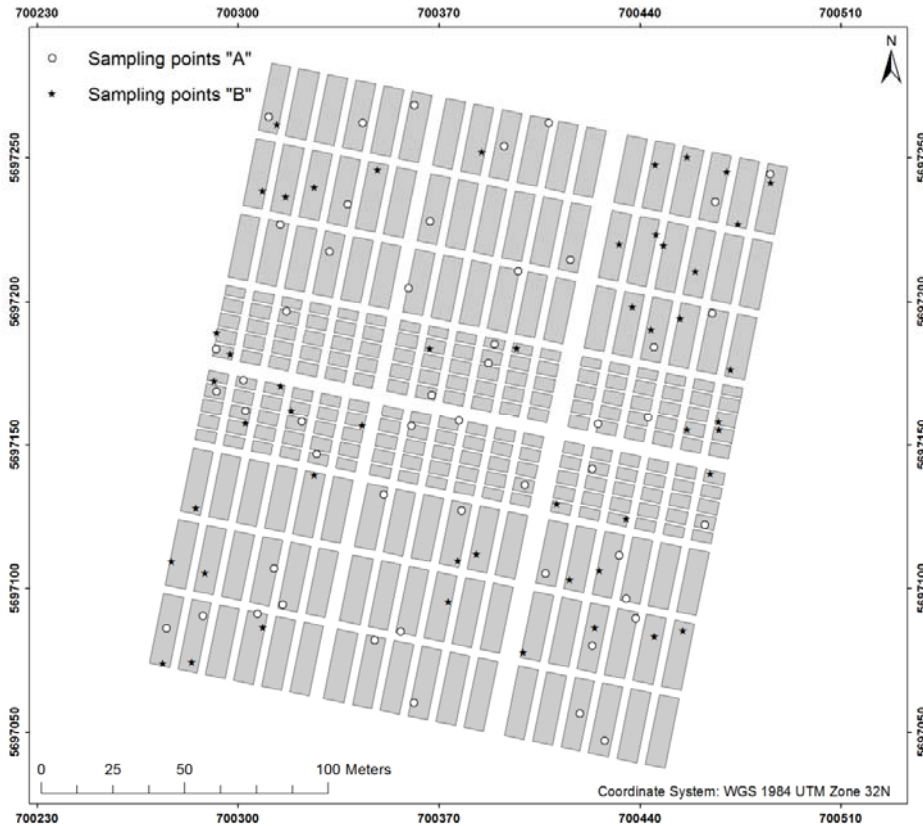 700230 700300 700370 700440 700510
Sampling points "A"
Sampling points "B"
N
5697250 5697250
5697200 5697200
5697150 5697150
5697100 5697100
5697050 5697050
0 25 50 100 Meters
Coordinate System: WGS 1984 UTM Zone 32N
700230 700300 700370 700440 700510